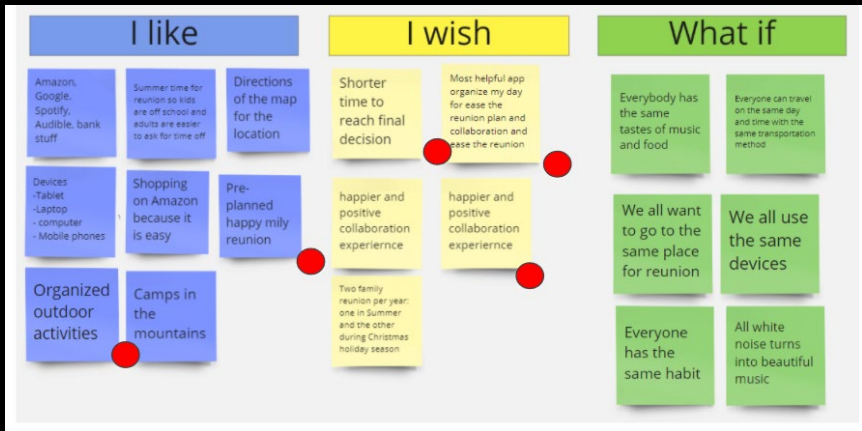 I like
Amazon,
Google,
Spotify,
Audible, bank
stuff
Summer time for
reunion so kids
are off school and
adults are easier
to ask for time off
Directions
of the map
for the
location
Devices
-Tablet
-Laptop
- computer
- Mobile phones
Shopping
on Amazon
because it
is easy
Pre-
planned
happy mily
reunion
Organized
outdoor
activities
Camps in
the
mountains
I wish
Shorter
time to
reach final
decision
Most helpful app
organize my day
for ease the
reunion plan and
collaboration and
ease the reunion
happier and
positive
collaboration
experiernce
happier and
positive
collaboration
experiernce
Two family
reunion per year:
one in Summer
and the other
during Christmas
holiday season
What if
Everybody has
the same
tastes of music
and food
Everyone can travel
on the same day
and time with the
same transportation
method
We all want
to go to the
same place
for reunion
We all use
the same
devices
Everyone
has the
same habit
All white
noise turns
into beautiful
music